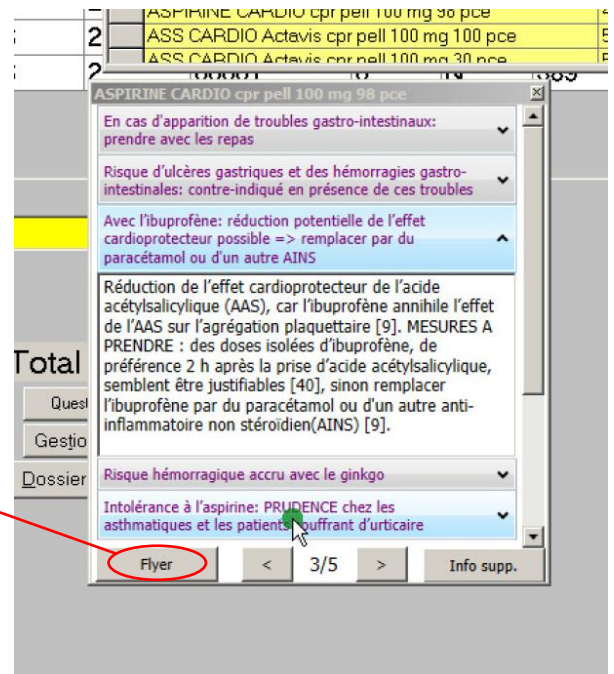 ASPIRINE CARDIO cpr pell 100 mg 98 pce
2 ASS CARDIO Actavis cpr pell 100 mg 100 pce
ASS CARDIO Actavis cpr pell 100 mg 30 pce
ASPIRINE CARDIO cpr pell 100 mg 98 pce
En cas d'apparition de troubles gastro-intestinaux:
prendre avec les repas
Risque d'ulcères gastriques et des hémorragies gastro-
intestinales: contre-indiqué en présence de ces troubles
Avec l'ibuprofène: réduction potentielle de l'effet
cardioprotecteur possible => remplacer par du
paracétamol ou d'un autre AINS
Réduction de l'effet cardioprotecteur de l'acide
acétylsalicylique (AAS), car l'ibuprofène annihile l'effet
de l'AAS sur l'agrégation plaquettaire [9]. MESURES A
PRENDRE : des doses isolées d'ibuprofène, de
préférence 2 h après la prise d'acide acétylsalicylique,
semblent être justifiables [40], sinon remplacer
l'ibuprofène par du paracétamol ou d'un autre anti-
inflammatoire non stéroïdien(AINS) [9].
Total
Quest
Gestio
Dossier
Risque hémorragique accru avec le ginkgo
Intolérance à l'aspirine: PRUDENCE chez les
asthmatiques et les patients souffrant d'urticaire
Flyer < 3/5 > Info supp.